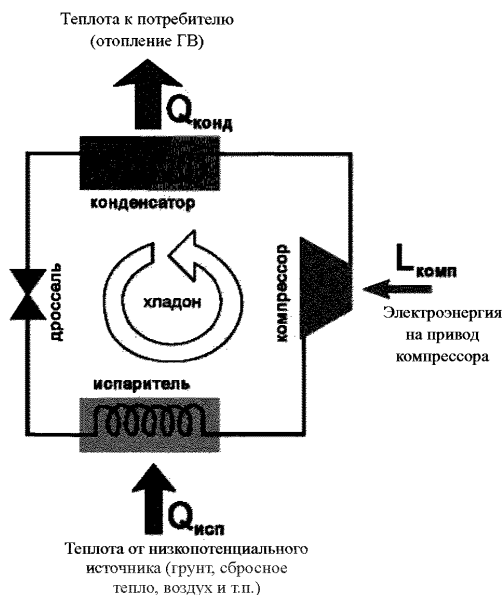 Теплота к потребителю
(отопление ГВ)
Qконд
конденсатор
дроссель
хладон
компрессор
Lкомп
Электроэнергия
на привод
компрессора
испаритель
Qисп
Теплота от низкопотенциального
источника (грунт, сбросное
тепло, воздух и т.п.)